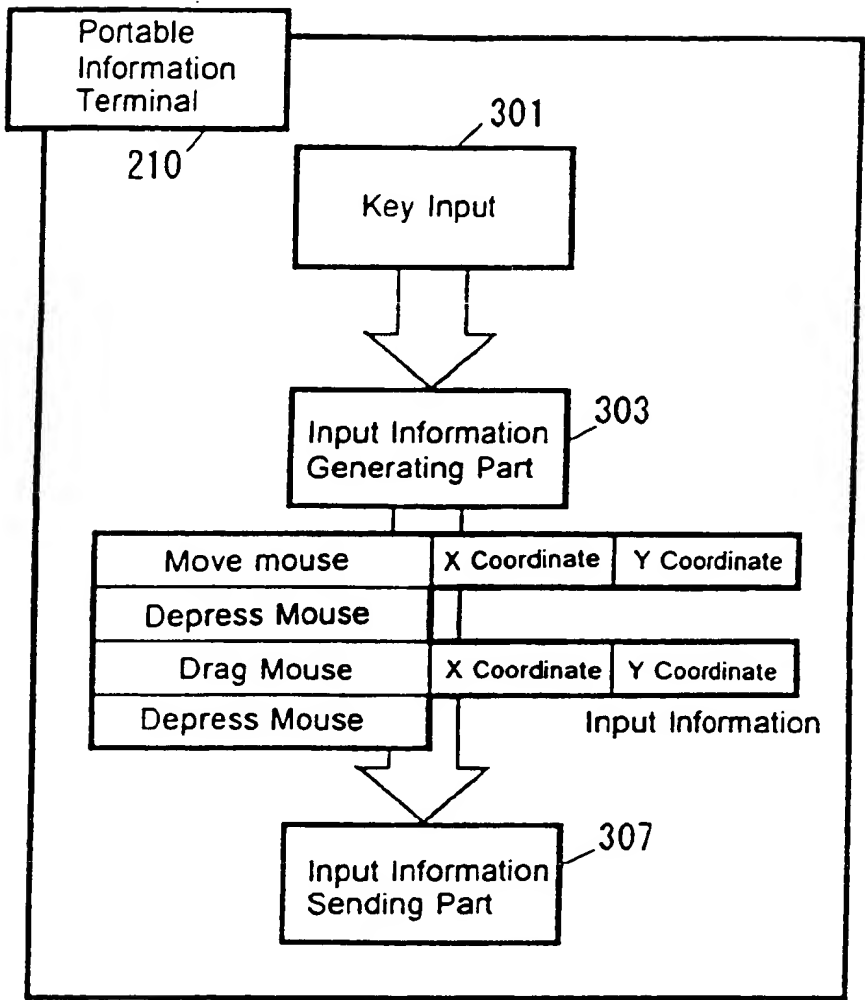 Portable
Information
Terminal
210
301
Key Input
303
Input Information
Generating Part
Move mouse X Coordinate Y Coordinate
Depress Mouse
Drag Mouse X Coordinate Y Coordinate
Depress Mouse
Input Information
307
Input Information
Sending Part